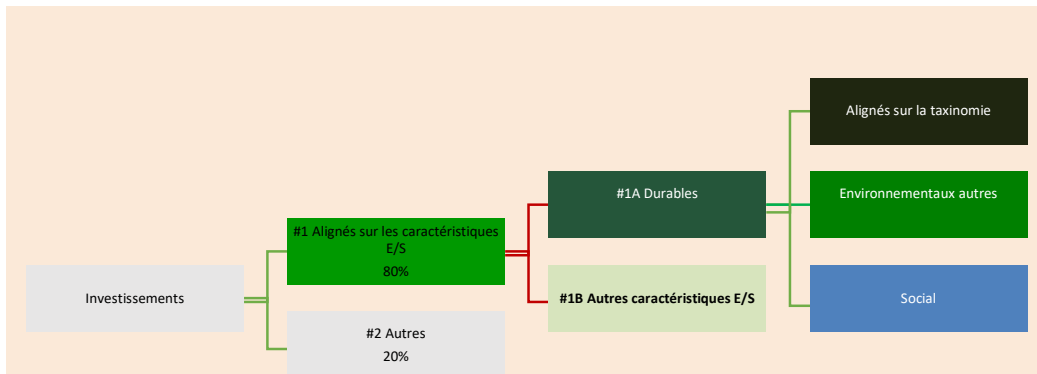 Investissements
#1 Alignés sur les caractéristiques
E/S
80%
#2 Autres
20%
#1A Durables
#1B Autres caractéristiques E/S
Alignés sur la taxinomie
Environnementaux autres
Social